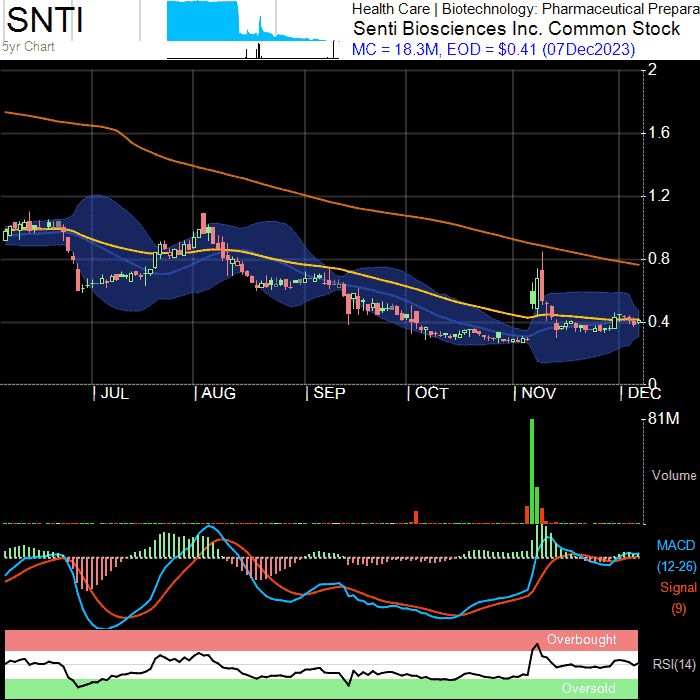 SNTI
5yr Chart
Health Care | Biotechnology: Pharmaceutical Prepara
Senti Biosciences Inc. Common Stock
MC = 18.3M, EOD = $0.41 (07Dec2023)
2
1.6
1.2
0.8
0.4
0
JUL
AUG
SEP
OCT
NOV
DEC
81M
Volume
MACD
(12-26)
Signal
(9)
Overbought
RSI(14)
Oversold